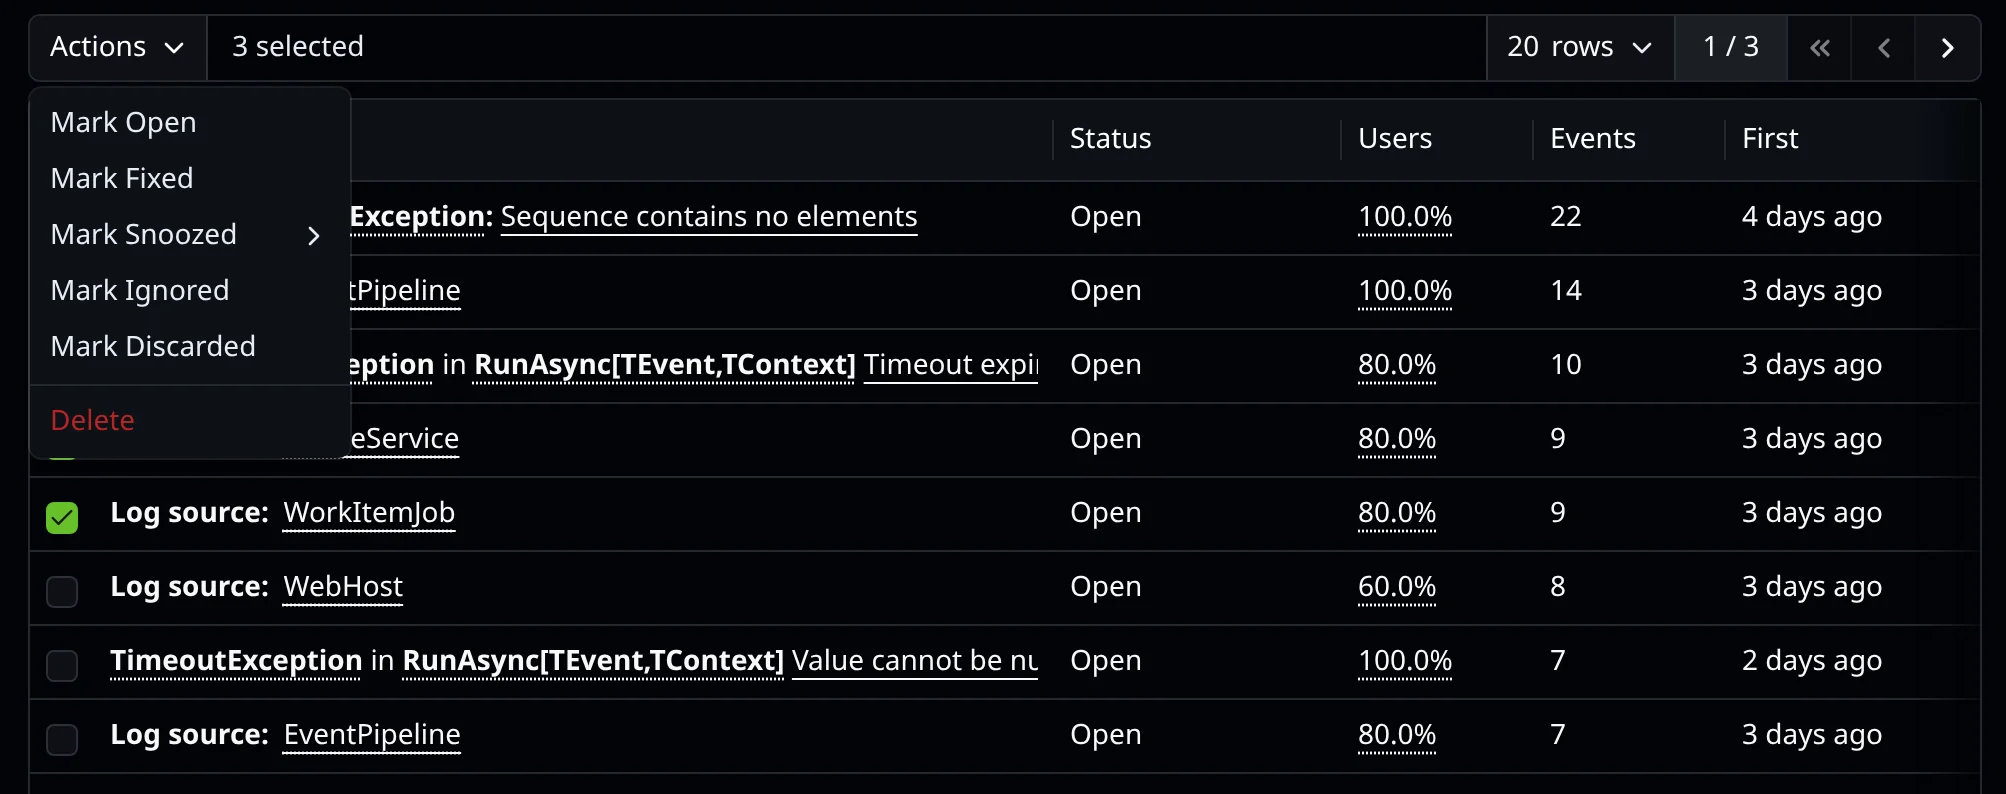 Actions 3 selected 20 rows 1 / 3
Mark Open
Status Users Events First
Mark Fixed
Exception: Sequence contains no elements Open 100.0% 22 4 days ago
Mark Snoozed
Mark Ignored
tPipeline Open 100.0% 14 3 days ago
Mark Discarded
eption in RunAsync[TEvent,TContext] Timeout expi Open 80.0% 10 3 days ago
Delete
eService Open 80.0% 9 3 days ago
Log source: WorkItemJob Open 80.0% 9 3 days ago
Log source: WebHost Open 60.0% 8 3 days ago
TimeoutException in RunAsync[TEvent,TContext] Value cannot be nu Open 100.0% 7 2 days ago
Log source: EventPipeline Open 80.0% 7 3 days ago